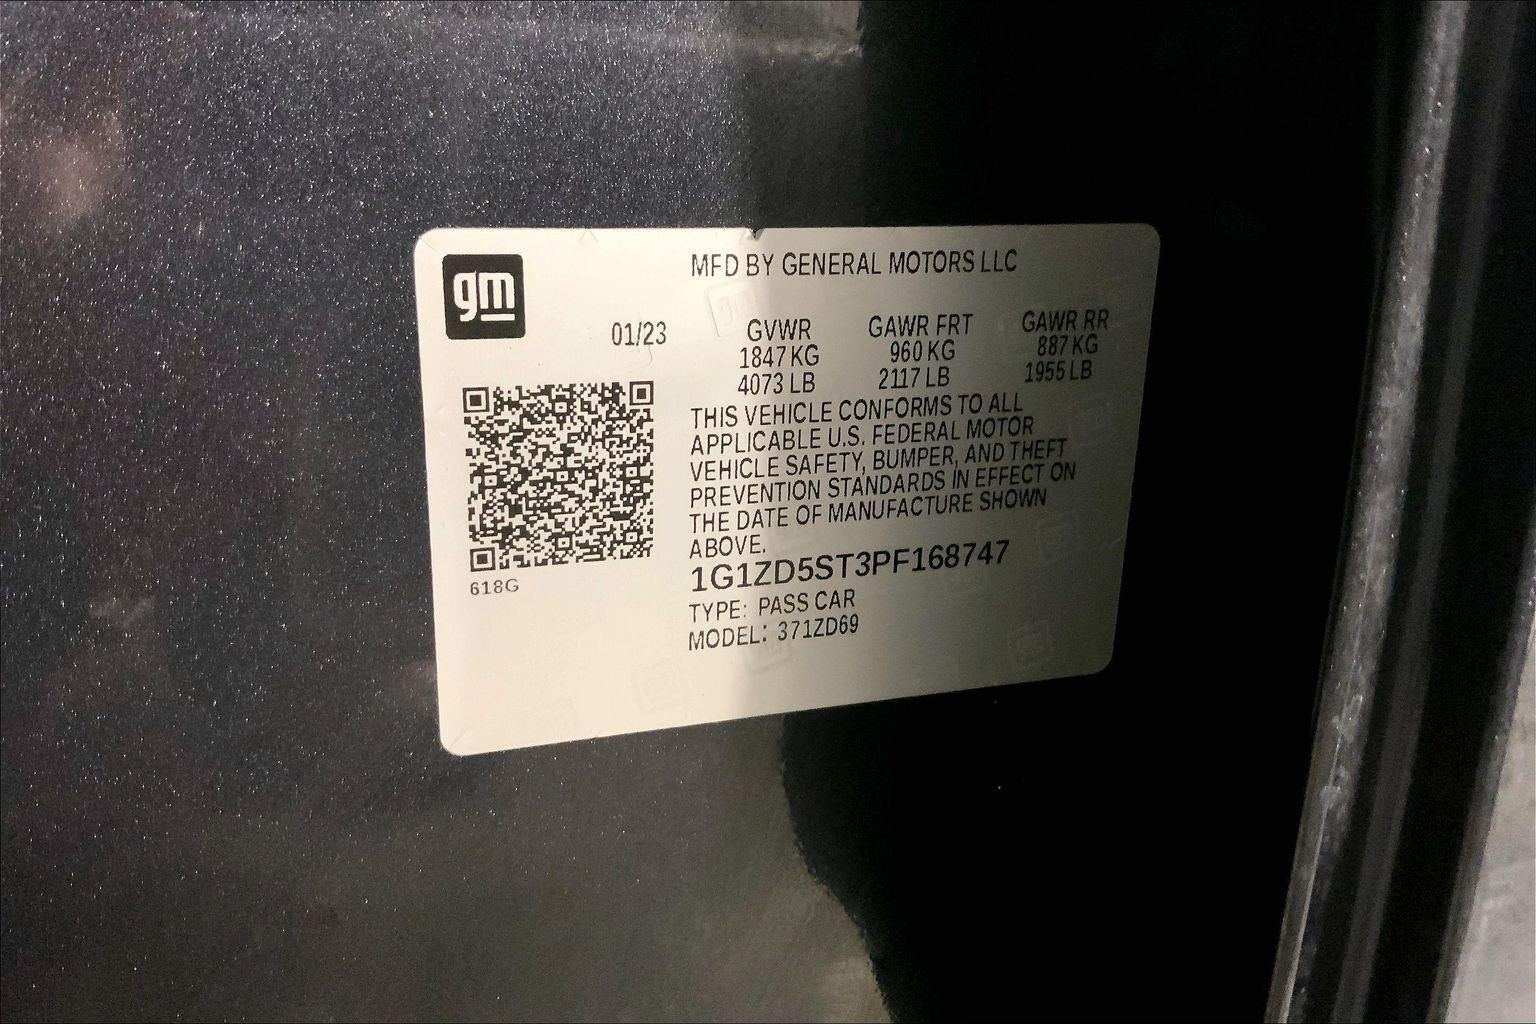 gm
MFD BY GENERAL MOTORS LLC
01/23 GVWR GAWR FRT GAWR RR
1847 KG 960 KG 887 KG
4073 LB 2117 LB 1955 LB
THIS VEHICLE CONFORMS TO ALL
APPLICABLE U.S. FEDERAL MOTOR
VEHICLE SAFETY, BUMPER, AND THEFT
PREVENTION STANDARDS IN EFFECT ON
THE DATE OF MANUFACTURE SHOWN
ABOVE.
1G1ZD5ST3PF168747
618G
TYPE: PASS CAR
MODEL: 371ZD69